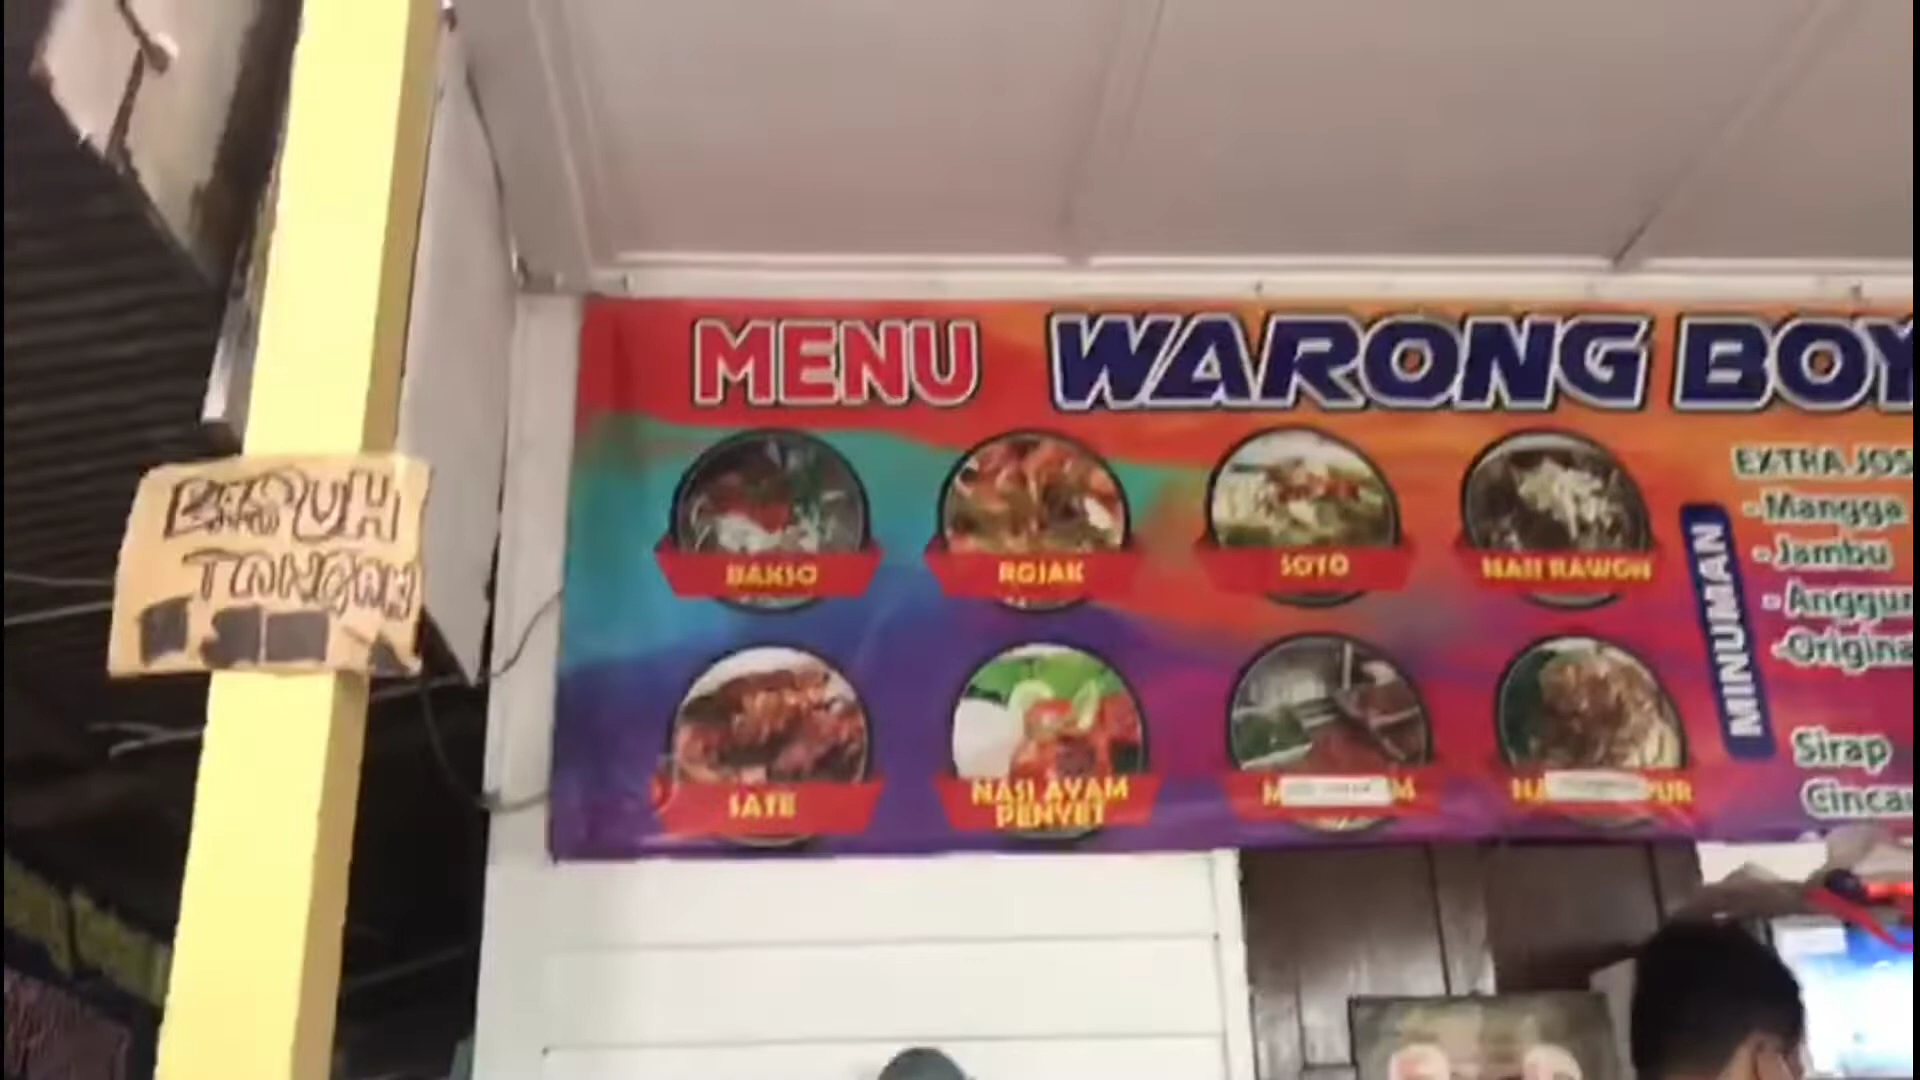 BASUH
TANGAN
MENU WARONG BOY
BAKSO
ROJAK
SOTO
NASI RAWON
SATE
NASI AYAM
PENYET
MINUMAN
EXTRA JOS
-Mangga
-Jambu
-Anggur
-Origina
Sirap
Cincau